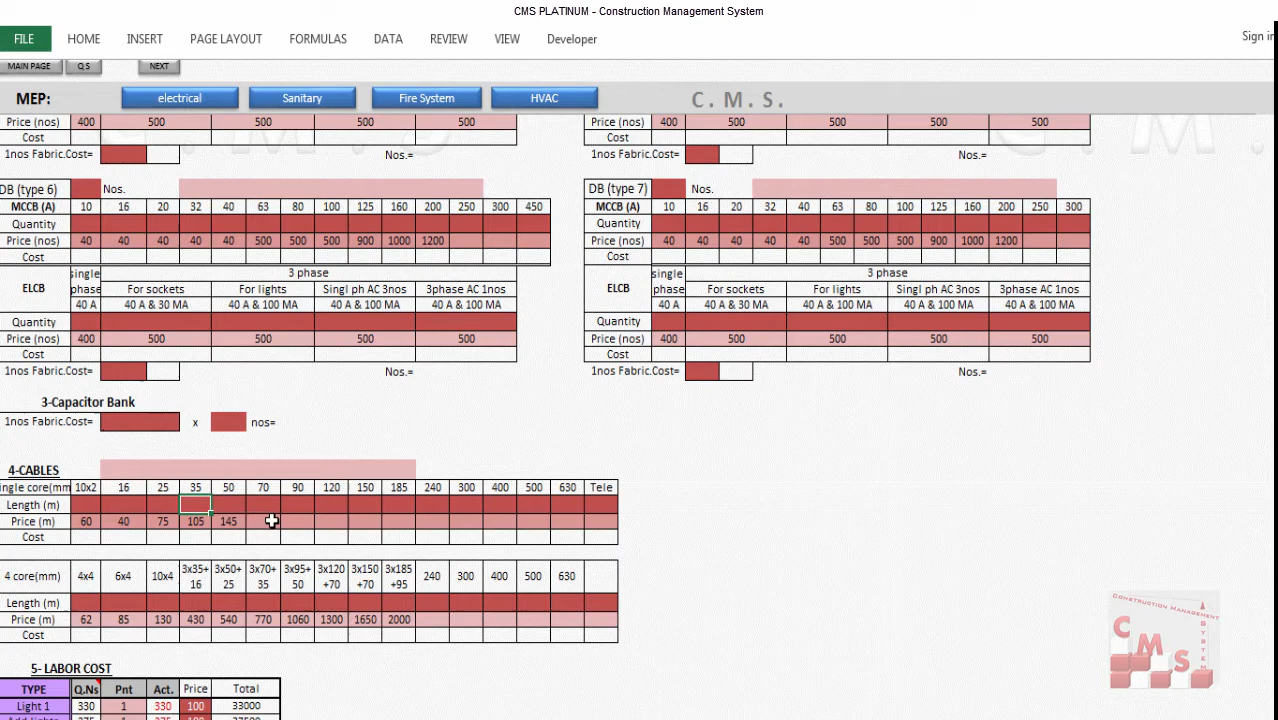 CMS PLATINUM - Construction Management System
FILE HOME INSERT PAGE LAYOUT FORMULAS DATA REVIEW VIEW Developer Sign in
MAIN PAGE Q S NEXT
MEP: electrical Sanitary Fire System HVAC C . M . S .
Price (nos) 400 500 500 500 500 Price (nos) 400 500 500 500 500
Cost Cost
1nos Fabric.Cost= Nos.= 1nos Fabric.Cost= Nos.=
DB (type 6) Nos. DB (type 7) Nos.
MCCB (A) 10 16 20 32 40 63 80 100 125 160 200 250 300 450 MCCB (A) 10 16 20 32 40 63 80 100 125 160 200 250 300
Quantity Quantity
Price (nos) 40 40 40 40 40 500 500 500 900 1000 1200 Price (nos) 40 40 40 40 40 500 500 500 900 1000 1200
Cost Cost
single 3 phase single 3 phase
ELCB phase For sockets For lights Singl ph AC 3nos 3phase AC 1nos ELCB phase For sockets For lights Singl ph AC 3nos 3phase AC 1nos
40 A 40 A & 30 MA 40 A & 100 MA 40 A & 100 MA 40 A & 100 MA 40 A 40 A & 30 MA 40 A & 100 MA 40 A & 100 MA 40 A & 100 MA
Quantity Quantity
Price (nos) 400 500 500 500 500 Price (nos) 400 500 500 500 500
Cost Cost
1nos Fabric.Cost= Nos.= 1nos Fabric.Cost= Nos.=
3-Capacitor Bank
1nos Fabric.Cost= x nos=
4-CABLES
ingle core(mm 10x2 16 25 35 50 70 90 120 150 185 240 300 400 500 630 Tele
Length (m)
Price (m) 60 40 75 105 145
Cost
4 core(mm) 4x4 6x4 10x4 3x35+ 16 3x50+ 25 3x70+ 35 3x95+ 50 3x120 +70 3x150 +70 3x185 +95 240 300 400 500 630
Length (m)
Price (m) 62 85 130 430 540 770 1060 1300 1650 2000
Cost
CONSTRUCTION MANAGEMENT SYSTEM
C M S
5- LABOR COST
TYPE Q.Ns Pnt Act. Price Total
Light 1 330 1 330 100 33000